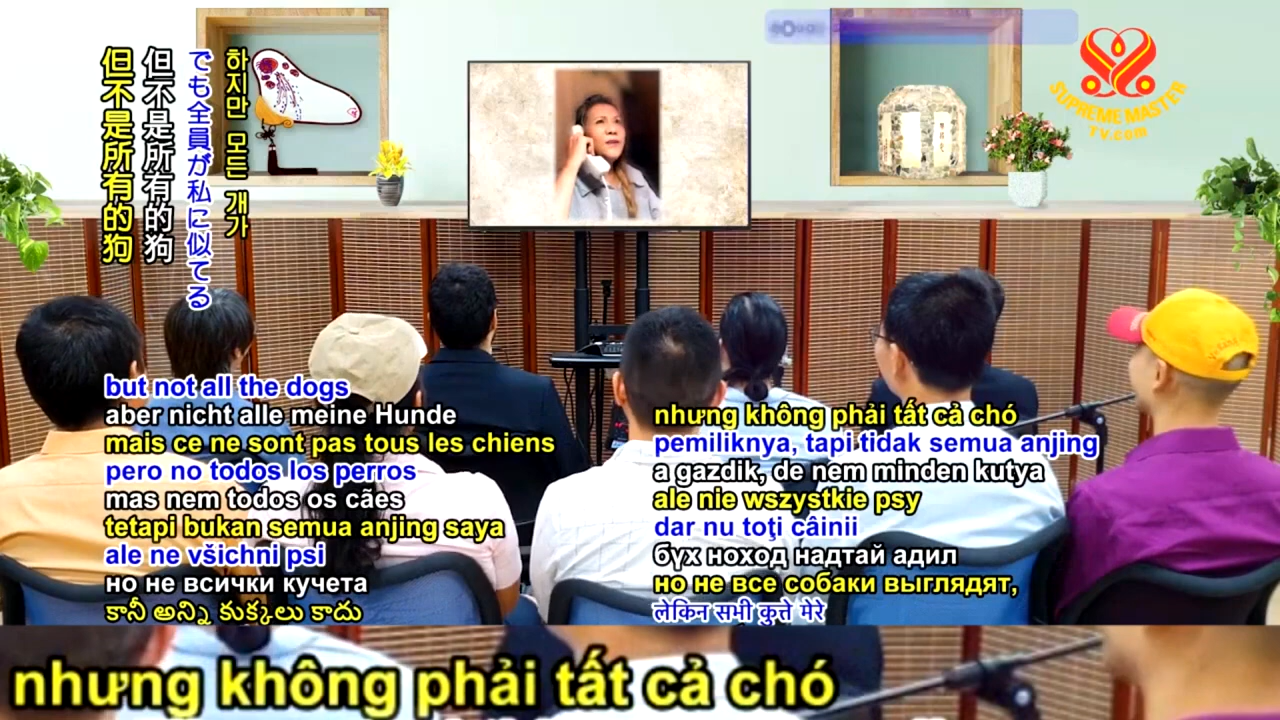 但不是所有的狗
但不是所有的狗
でも全員が私に似てる
하지만 모든 개가
SUPREME MASTER
TV.com
but not all the dogs
aber nicht alle meine Hunde
mais ce ne sont pas tous les chiens
pero no todos los perros
mas nem todos os cães
tetapi bukan semua anjing saya
ale ne všichni psi
но не всички кучета
కానీ అన్ని కుక్కలు కాదు
nhưng không phải tất cả chó
pemiliknya, tapi tidak semua anjing
a gazdik, de nem minden kutya
ale nie wszystkie psy
dar nu toţi câinii
бүх ноход надтай адил
но не все собаки выглядят,
लेकिन सभी कुत्ते मेरे
nhưng không phải tất cả chó